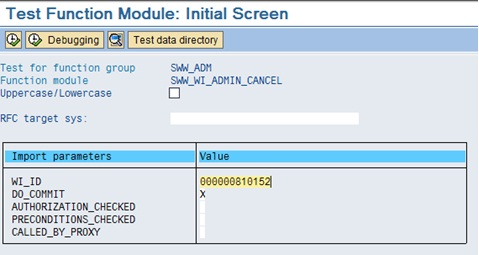 Test Function Module: Initial Screen
Debugging Test data directory
Test for function group SWW_ADM
Function module SWW_WI_ADMIN_CANCEL
Uppercase/Lowercase
RFC target sys:
Import parameters Value
WI_ID 000000810152
DO_COMMIT X
AUTHORIZATION_CHECKED
PRECONDITIONS_CHECKED
CALLED_BY_PROXY